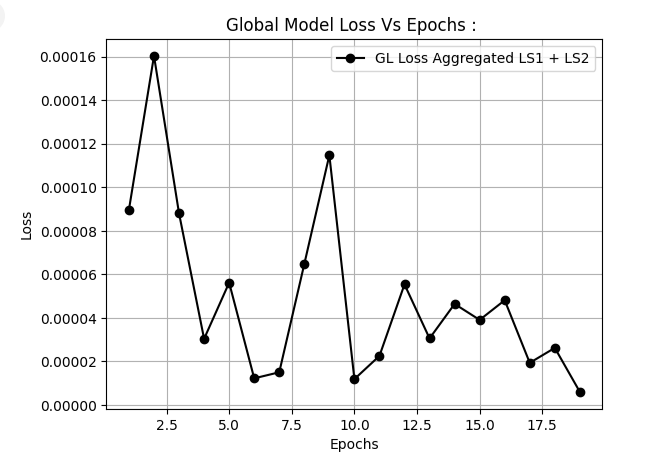 Global Model Loss Vs Epochs :
GL Loss Aggregated LS1 + LS2
0.00016
0.00014
0.00012
0.00010
0.00008
0.00006
0.00004
0.00002
0.00000
Loss
2.5 5.0 7.5 10.0 12.5 15.0 17.5
Epochs